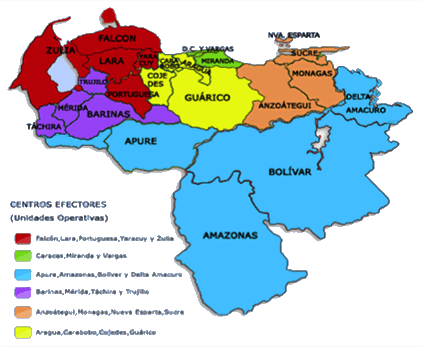 D.C. Y VARGAS
NVA. ESPARTA
FALCON
ZULIA
SUCRE
LARA
YARA
CUY
CARA
BOBO
ARAGUA
MIRANDA
MONAGAS
TRUJILO
COJE
DES
PORTUGUESA
GUÁRICO
DELTA
AMACURO
ANZOÁTEGUI
MÉRIDA
BARINAS
TÁCHIRA
APURE
BOLÍVAR
CENTROS EFECTORES
(Unidades Operativas)
AMAZONAS
Falcón,Lara,Portuguesa,Yaracuy y Zulia
Caracas,Miranda y Vargas
Apure,Amazonas,Bolívar y Delta Amacuro
Barinas,Mérida,Táchira y Trujillo
Anzoátegui,Monagas,Nueva Esparta,Sucre
Aragua,Carabobo,Cojedes,Guárico